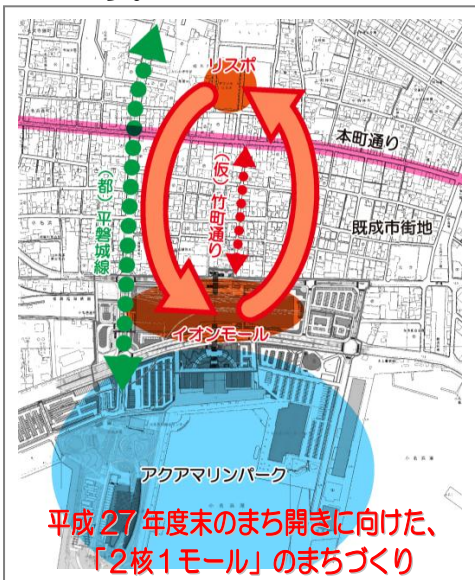 リスポ
本町通り
（仮）竹町通り
（都）平磐城線
既成市街地
イオンモール
アクアマリンパーク
平成27年度末のまち開きに向けた、
「２核１モール」のまちづくり